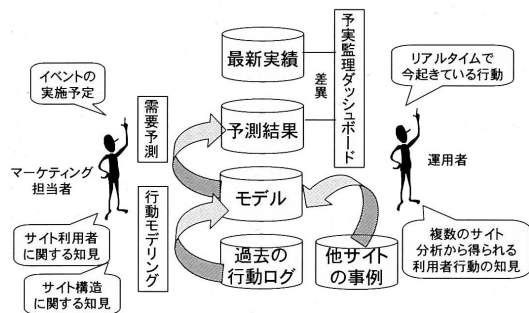 イベントの
実施予定
マーケティング
担当者
サイト利用者
に関する知見
サイト構造
に関する知見
需要予測
行動モデリング
最新実績
予測結果
モデル
過去の
行動ログ
他サイト
の事例
差異
予実監理ダッシュボード
リアルタイムで
今起きている行動
運用者
複数のサイト
分析から得られる
利用者行動の知見